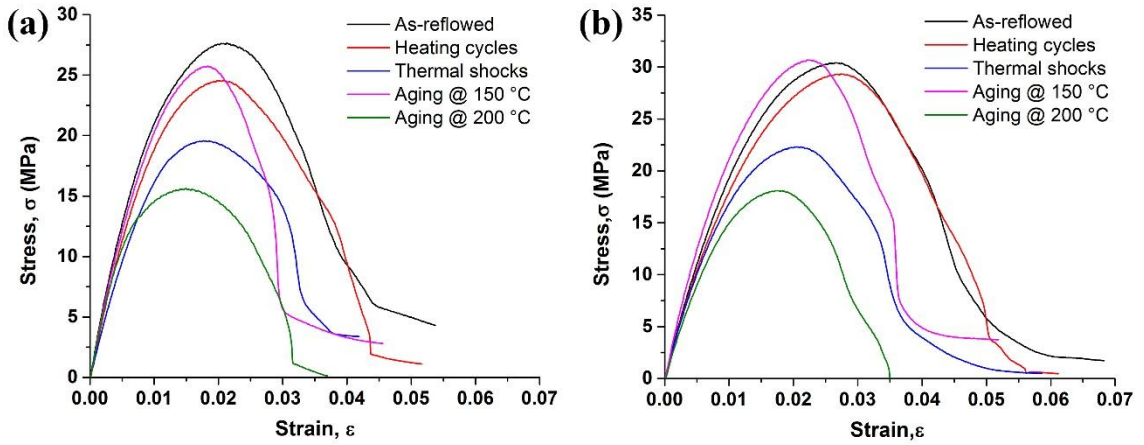 (a)
As-reflowed
Heating cycles
Thermal shocks
Aging @ 150 °C
Aging @ 200 °C
Stress, σ (MPa)
30
25
20
15
10
5
0
0.00 0.01 0.02 0.03 0.04 0.05 0.06 0.07
Strain, ε
(b)
As-reflowed
Heating cycles
Thermal shocks
Aging @ 150 °C
Aging @ 200 °C
Stress,σ (MPa)
35
30
25
20
15
10
5
0
0.00 0.01 0.02 0.03 0.04 0.05 0.06 0.07
Strain,ε